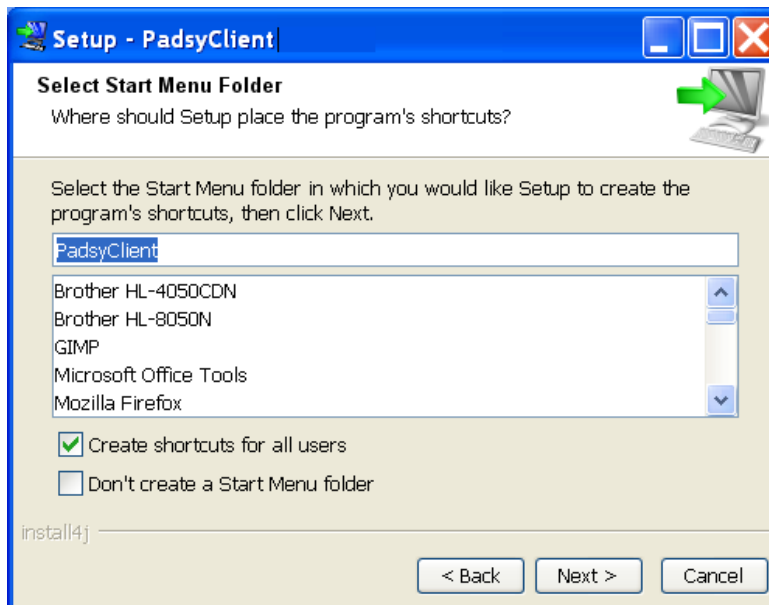 Setup - PadsyClient
Select Start Menu Folder
Where should Setup place the program's shortcuts?
Select the Start Menu folder in which you would like Setup to create the
program's shortcuts, then click Next.
PadsyClient
Brother HL-4050CDN
Brother HL-8050N
GIMP
Microsoft Office Tools
Mozilla Firefox
Create shortcuts for all users
Don't create a Start Menu folder
install4j
< Back Next > Cancel